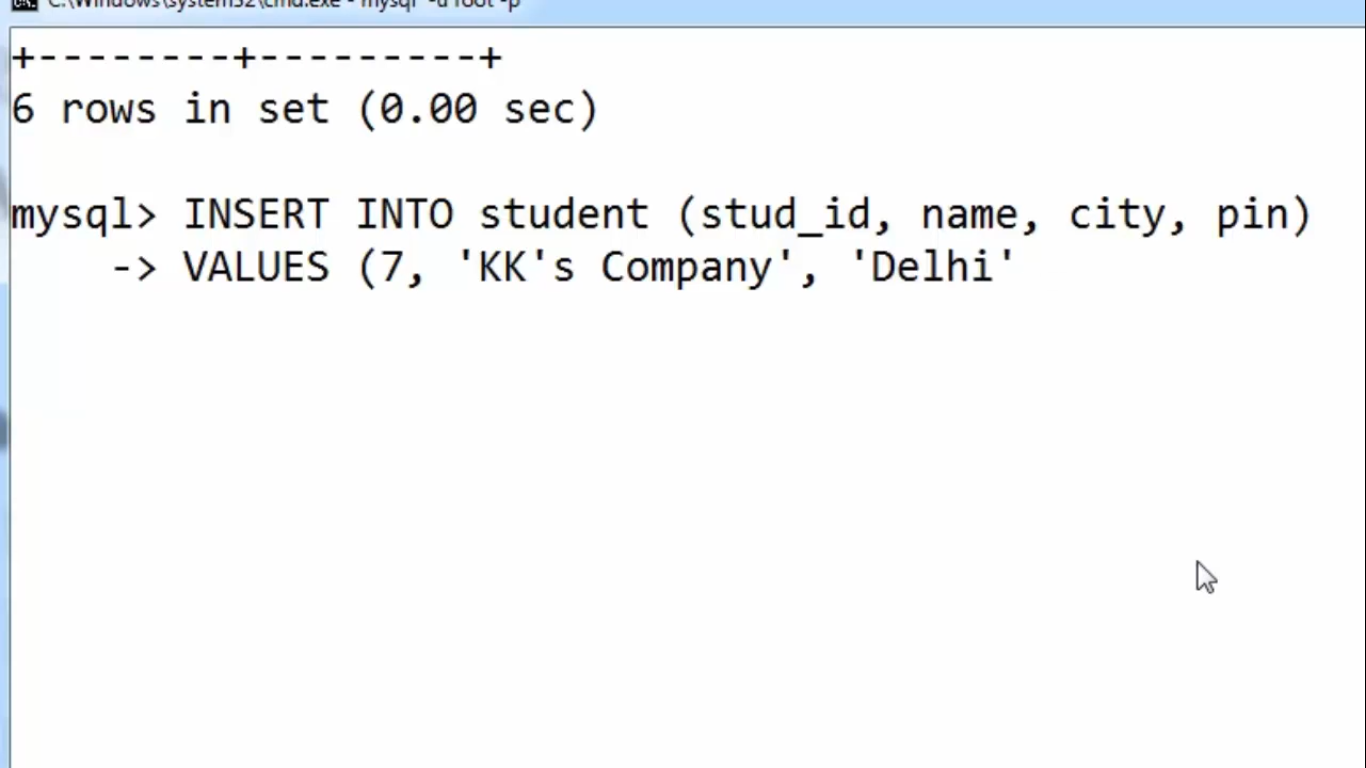 C:\Windows\system32\cmd.exe - mysql -u root -p
+--------+---------+
6 rows in set (0.00 sec)
mysql> INSERT INTO student (stud_id, name, city, pin)
-> VALUES (7, 'KK's Company', 'Delhi'